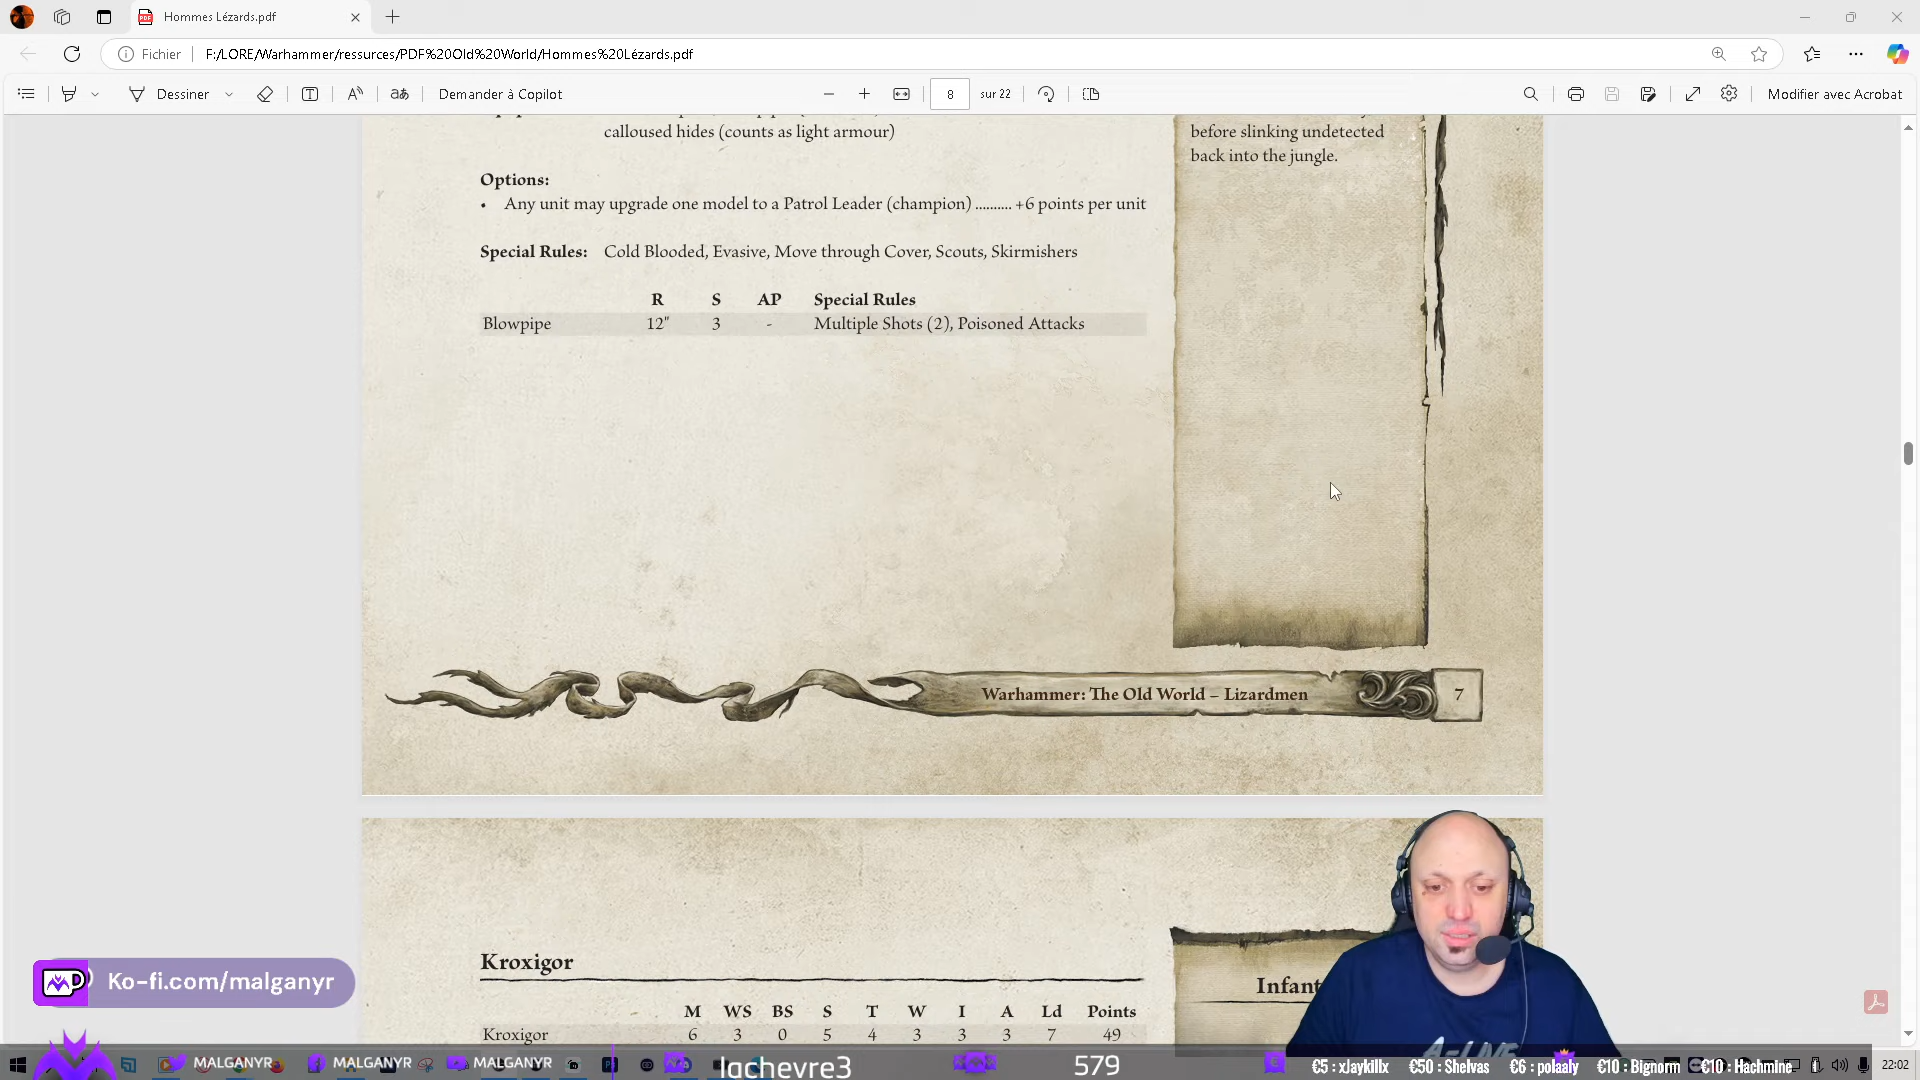 Hommes Lézards.pdf
Fichier
F:/LORE/Warhammer/ressources/PDF%20Old%20World/Hommes%20Lézards.pdf
Dessiner
Demander à Copilot
8
sur 22
Modifier avec Acrobat
calloused hides (counts as light armour)
Options:
• Any unit may upgrade one model to a Patrol Leader (champion) .......... +6 points per unit
Special Rules: Cold Blooded, Evasive, Move through Cover, Scouts, Skirmishers
R S AP Special Rules
Blowpipe 12" 3 - Multiple Shots (2), Poisoned Attacks
before slinking undetected
back into the jungle.
Warhammer: The Old World – Lizardmen 7
Kroxigor
M WS BS S T W I A Ld Points
Kroxigor 6 3 0 5 4 3 3 3 7 49
Ko-fi.com/malganyr
MALGANYR MALGANYR MALGANYR
lachevre3
579
€5 : xJaykillx €50 : Shelvas €6 : polaaly €10 : Bignorm €10 : Hachmine
22:02